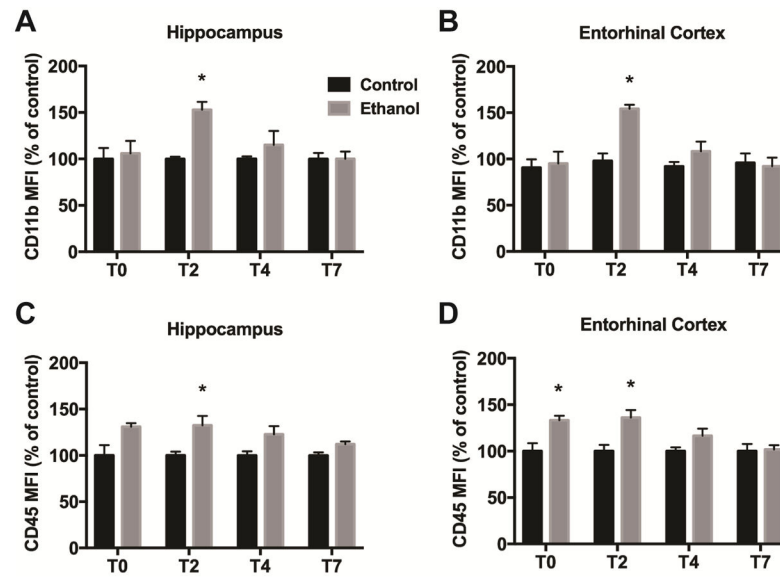 A
Hippocampus
CD11b MFI (% of control)
200
150
100
50
0
*
Control
Ethanol
T0 T2 T4 T7
B
Entorhinal Cortex
CD11b MFI (% of control)
200
150
100
50
0
*
T0 T2 T4 T7
C
Hippocampus
CD45 MFI (% of control)
200
150
100
50
0
*
T0 T2 T4 T7
D
Entorhinal Cortex
CD45 MFI (% of control)
200
150
100
50
0
* *
T0 T2 T4 T7